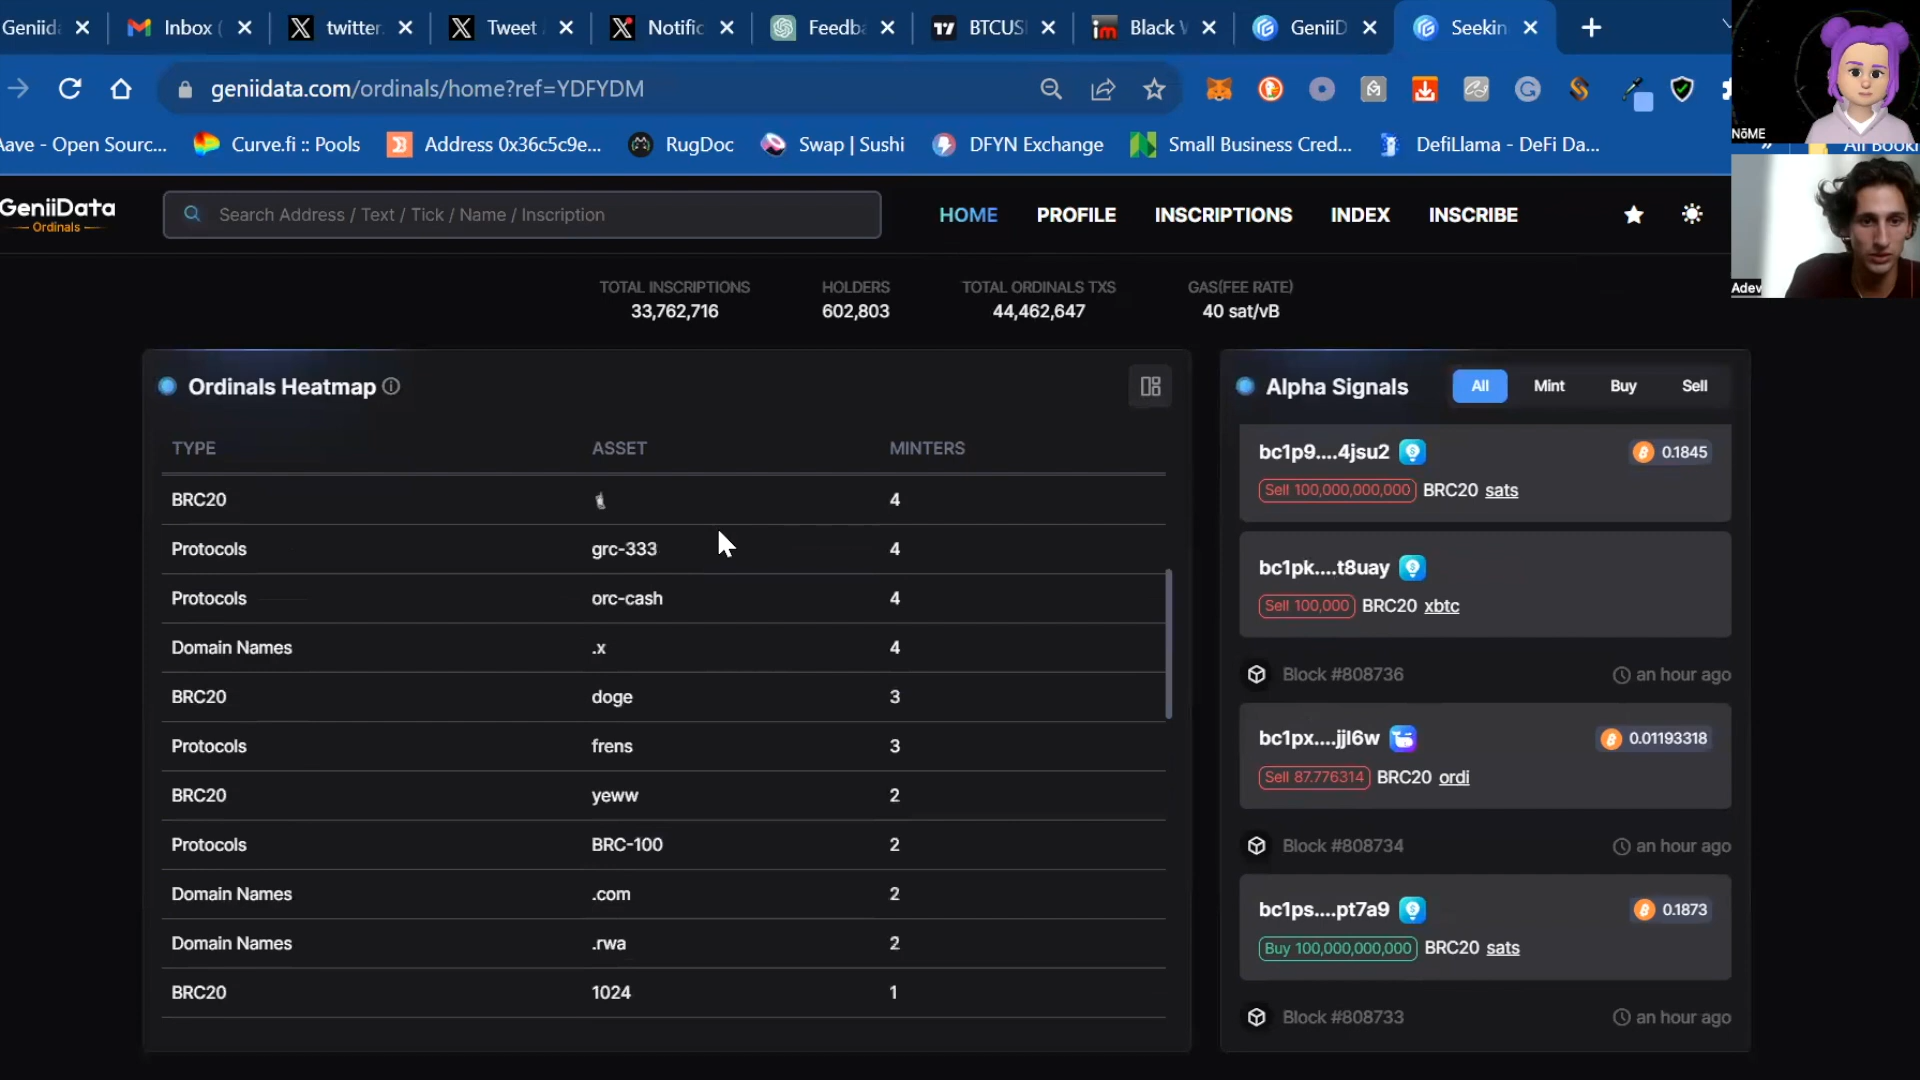 Geniid
Inbox (
twitter.
Tweet
Notific
Feedba
BTCUS
Black
GeniiD
Seekin
geniidata.com/ordinals/home?ref=YDFYDM
Aave - Open Sourc...
Curve.fi :: Pools
Address 0x36c5c9e...
RugDoc
Swap | Sushi
DFYN Exchange
Small Business Cred...
DefiLlama - DeFi Da...
»
NōME
Adev
GeniiData
Ordinals
Search Address / Text / Tick / Name / Inscription
HOME
PROFILE
INSCRIPTIONS
INDEX
INSCRIBE
TOTAL INSCRIPTIONS
33,762,716
HOLDERS
602,803
TOTAL ORDINALS TXS
44,462,647
GAS(FEE RATE)
40 sat/vB
Ordinals Heatmap
TYPE ASSET MINTERS
BRC20 4
Protocols grc-333 4
Protocols orc-cash 4
Domain Names .x 4
BRC20 doge 3
Protocols frens 3
BRC20 yeww 2
Protocols BRC-100 2
Domain Names .com 2
Domain Names .rwa 2
BRC20 1024 1
Alpha Signals
All Mint Buy Sell
bc1p9....4jsu2 0.1845
Sell 100,000,000,000 BRC20 sats
bc1pk....t8uay
Sell 100,000 BRC20 xbtc
Block #808736 an hour ago
bc1px....jjl6w 0.01193318
Sell 87.776314 BRC20 ordi
Block #808734 an hour ago
bc1ps....pt7a9 0.1873
Buy 100,000,000,000 BRC20 sats
Block #808733 an hour ago